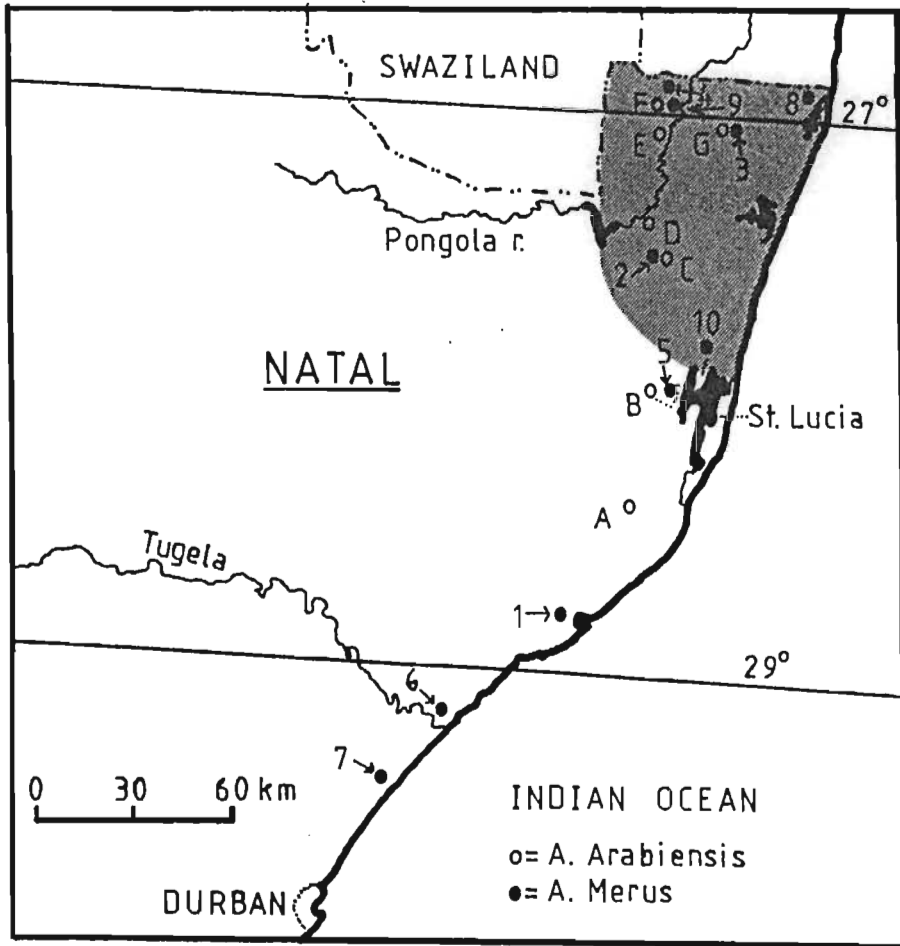 SWAZILAND
F
9
8
27°
E
G
3
D
Pongola r.
2
C
10
NATAL
5
B
St. Lucia
A
Tugela
1
29°
6
7
0 30 60 km
INDIAN OCEAN
o= A. Arabiensis
●= A. Merus
DURBAN